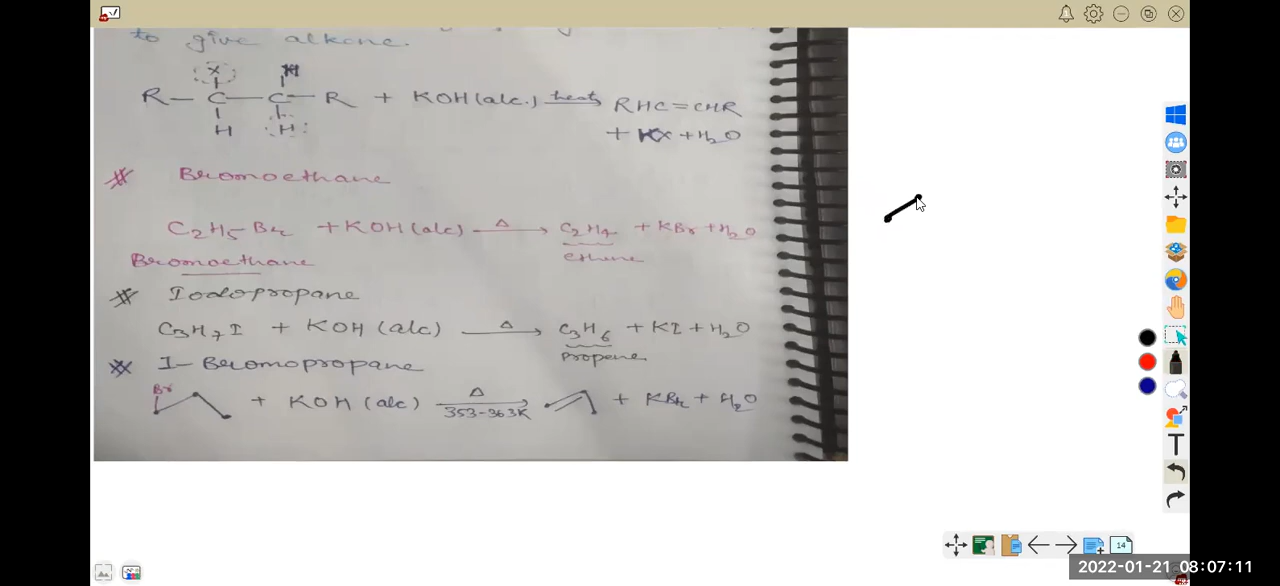 to give alkene.
X H
R – C – C – R + KOH (alc.) heat→ RHC = CHR
H H
+ KX + H₂O
* Bromoethane
C₂H₅ – Br + KOH (alc) Δ→ C₂H₄ + KBr + H₂O
Bromoethane ethene
* Iodopropane
C₃H₇I + KOH (alc) Δ→ C₃H₆ + KI + H₂O
Propene
* 1 – Bromopropane
Br
+ KOH (alc) Δ→ 353-363K + KBr + H₂O
T
14
2022-01-21 08:07:11